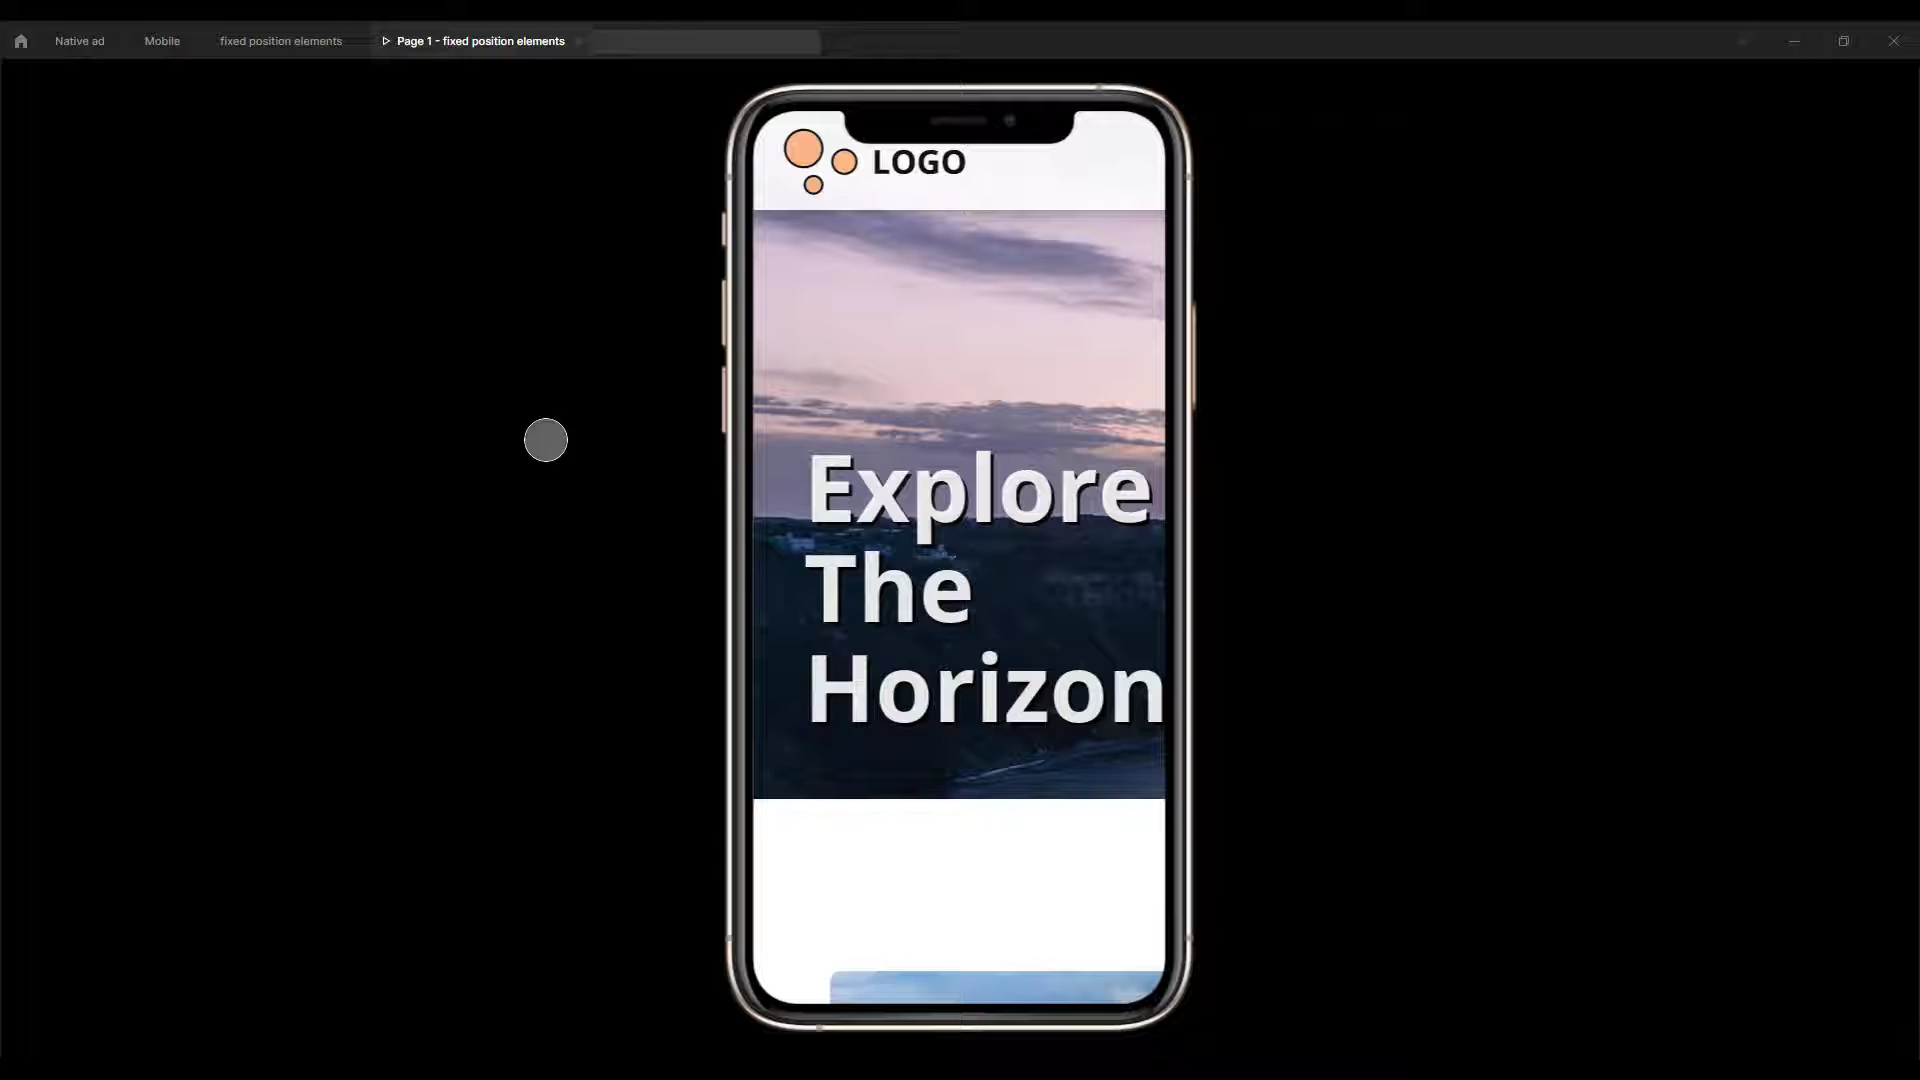 Native ad
Mobile
fixed position elements
Page 1 - fixed position elements
LOGO
Explore
The
Horizon